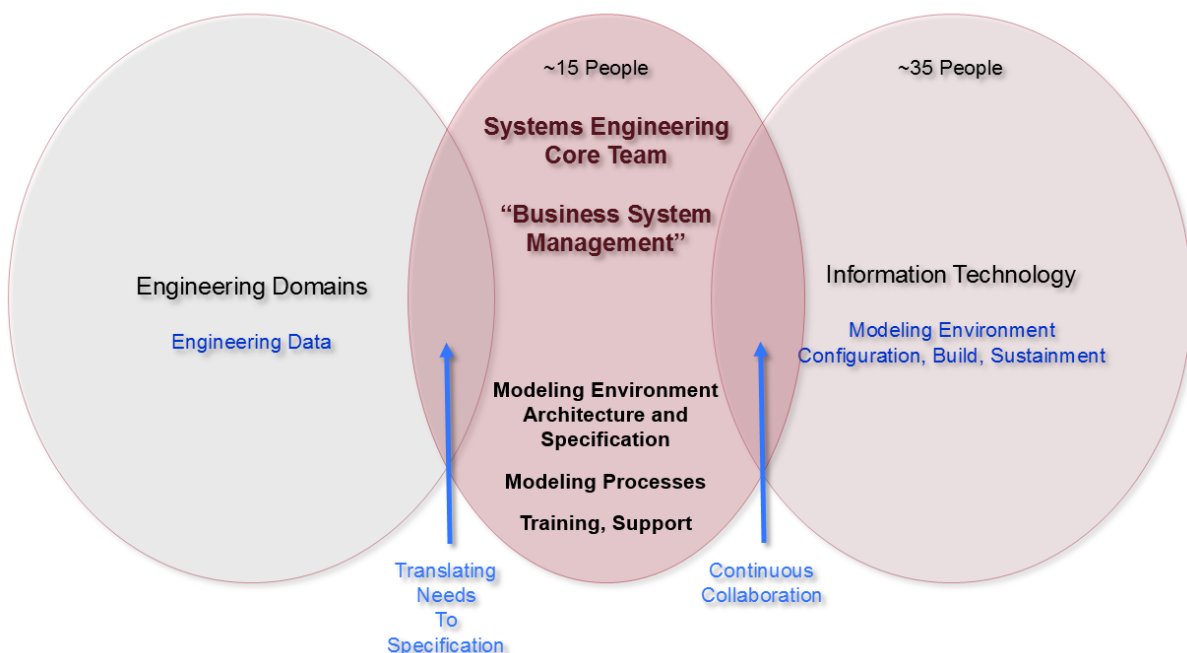 ~15 People
~35 People
Systems Engineering
Core Team
“Business System
Management”
Engineering Domains
Engineering Data
Information Technology
Modeling Environment
Configuration, Build, Sustainment
Modeling Environment
Architecture and
Specification
Modeling Processes
Training, Support
Translating
Needs
To
Specification
Continuous
Collaboration